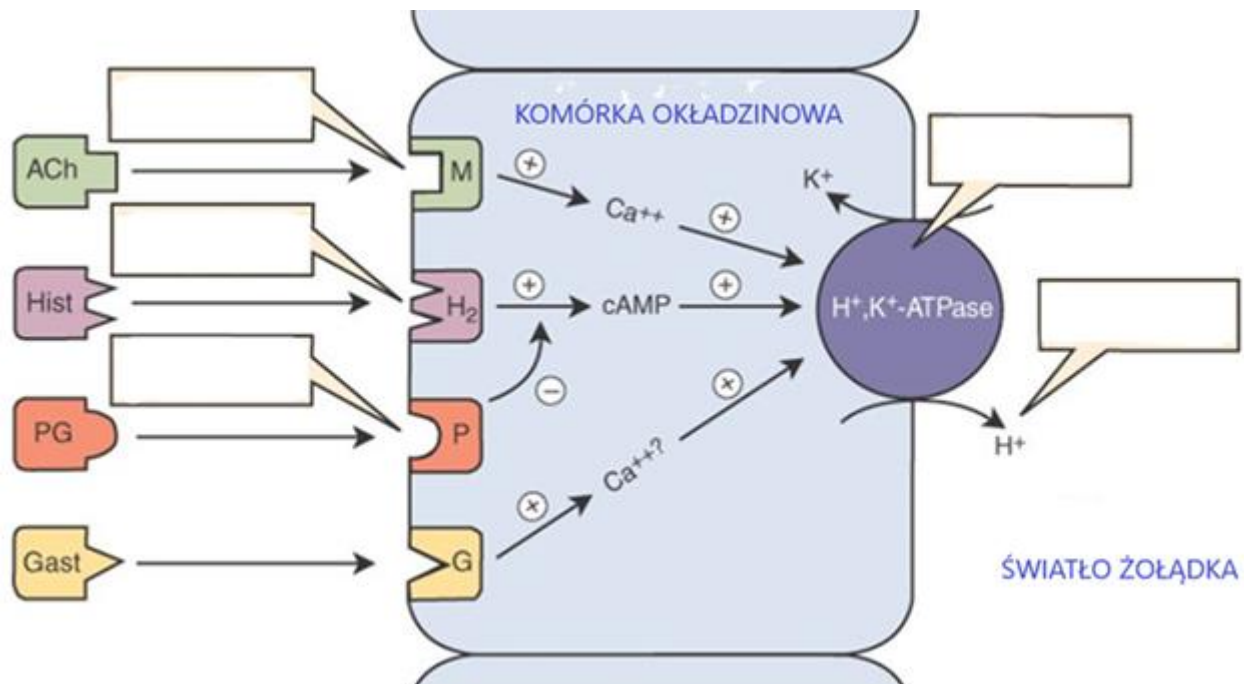 KOMÓRKA OKŁADZINOWA
ACh
M
Ca++
K+
Hist
H2
cAMP
H+,K+-ATPase
PG
P
H+
Ca++?
Gast
G
ŚWIATŁO ŻOŁĄDKA